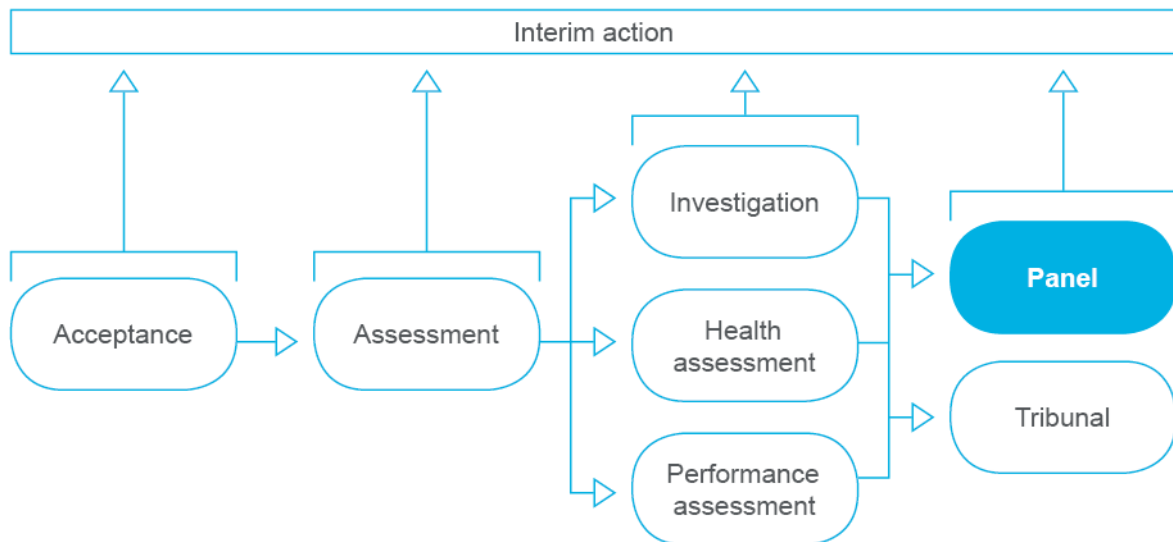 Interim action
Acceptance
Assessment
Investigation
Health
assessment
Performance
assessment
Panel
Tribunal